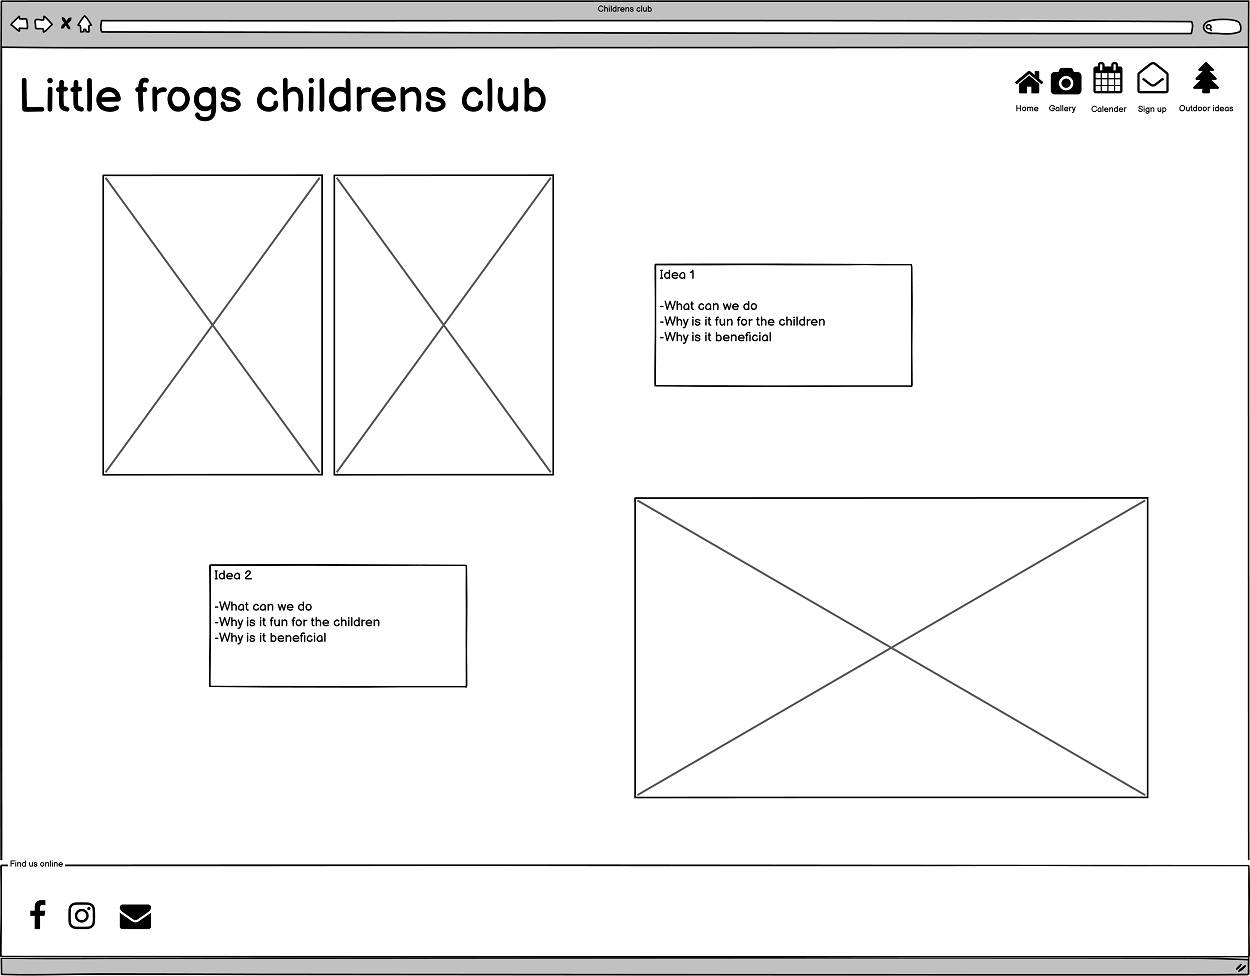 Childrens club
Little frogs childrens club
Home Gallery Calender Sign up Outdoor ideas
Idea 1
-What can we do
-Why is it fun for the children
-Why is it beneficial
Idea 2
-What can we do
-Why is it fun for the children
-Why is it beneficial
Find us online